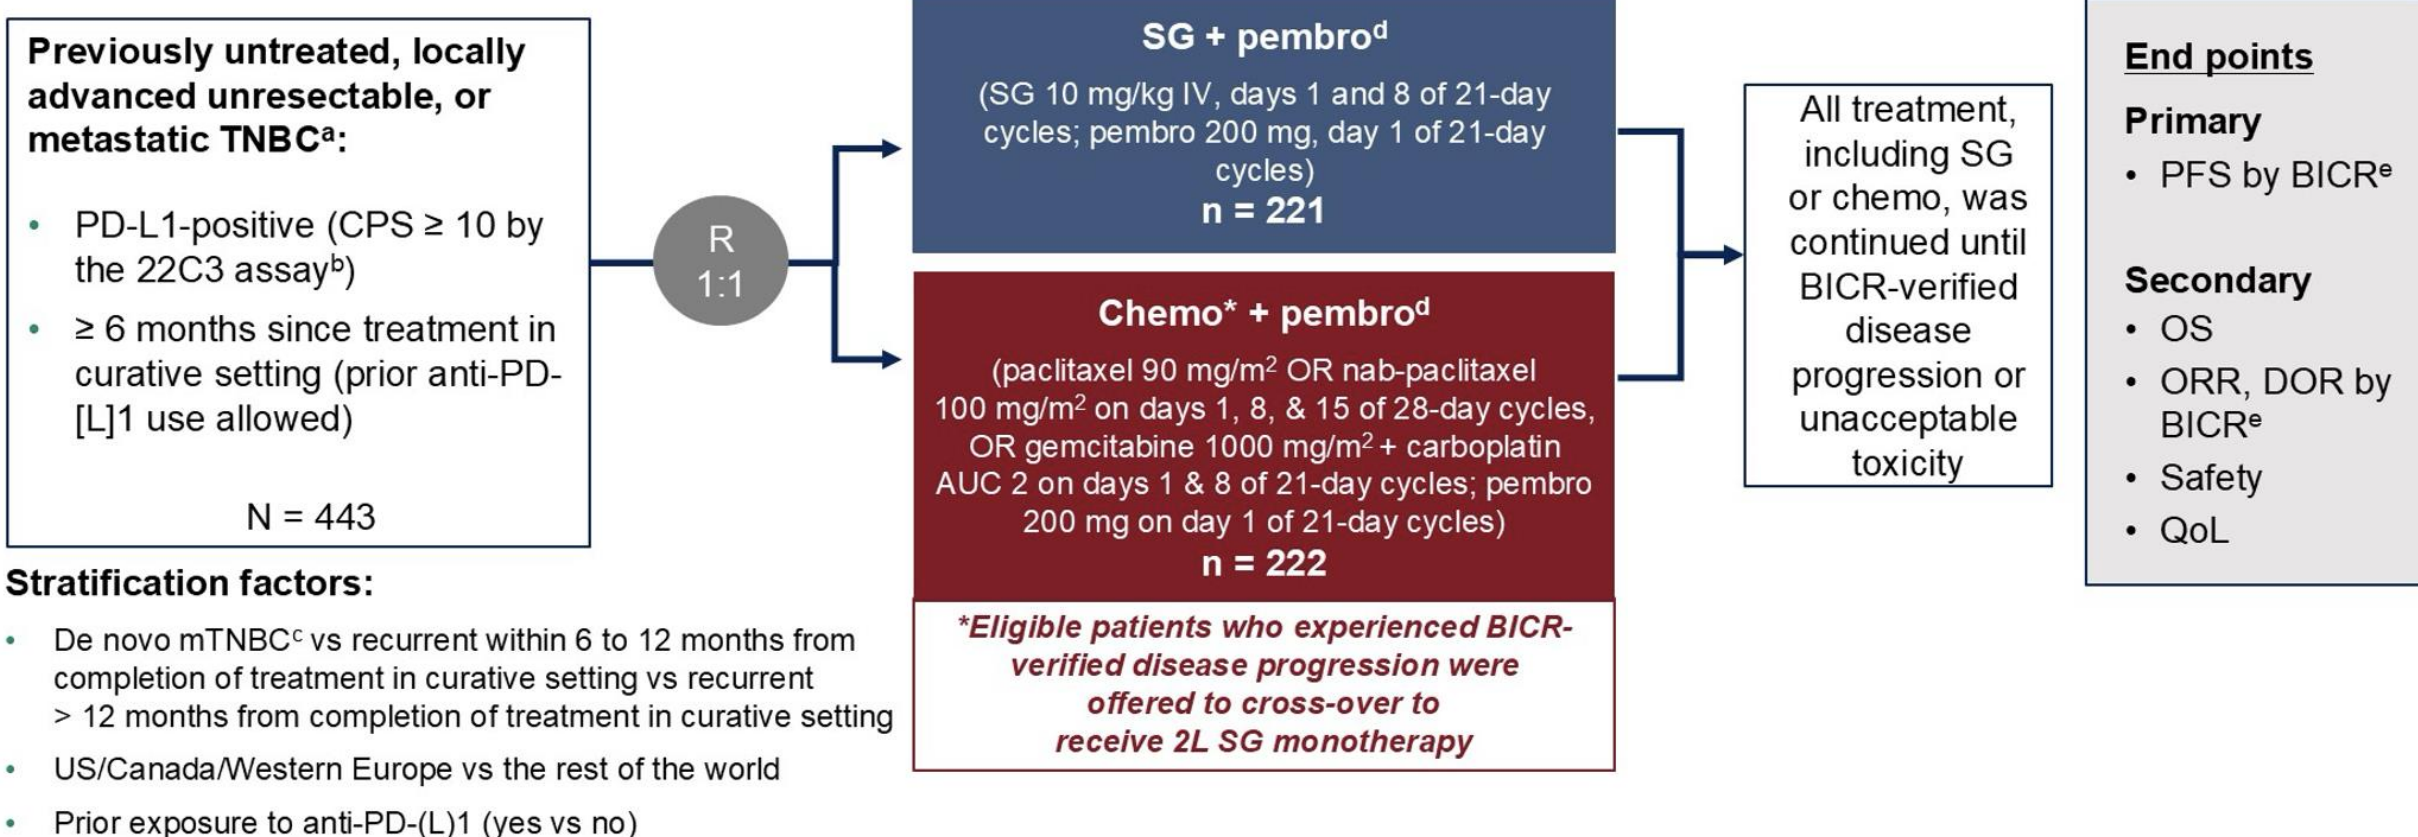 Previously untreated, locally
advanced unresectable, or
metastatic TNBCᵃ:
• PD-L1-positive (CPS ≥ 10 by
the 22C3 assayᵇ)
• ≥ 6 months since treatment in
curative setting (prior anti-PD-
[L]1 use allowed)
N = 443
Stratification factors:
• De novo mTNBCᶜ vs recurrent within 6 to 12 months from
completion of treatment in curative setting vs recurrent
> 12 months from completion of treatment in curative setting
• US/Canada/Western Europe vs the rest of the world
• Prior exposure to anti-PD-(L)1 (yes vs no)
R
1:1
SG + pembroᵈ
(SG 10 mg/kg IV, days 1 and 8 of 21-day
cycles; pembro 200 mg, day 1 of 21-day
cycles)
n = 221
Chemo* + pembroᵈ
(paclitaxel 90 mg/m² OR nab-paclitaxel
100 mg/m² on days 1, 8, & 15 of 28-day cycles,
OR gemcitabine 1000 mg/m² + carboplatin
AUC 2 on days 1 & 8 of 21-day cycles; pembro
200 mg on day 1 of 21-day cycles)
n = 222
*Eligible patients who experienced BICR-
verified disease progression were
offered to cross-over to
receive 2L SG monotherapy
All treatment,
including SG
or chemo, was
continued until
BICR-verified
disease
progression or
unacceptable
toxicity
End points
Primary
• PFS by BICRᵉ
Secondary
• OS
• ORR, DOR by
BICRᵉ
• Safety
• QoL